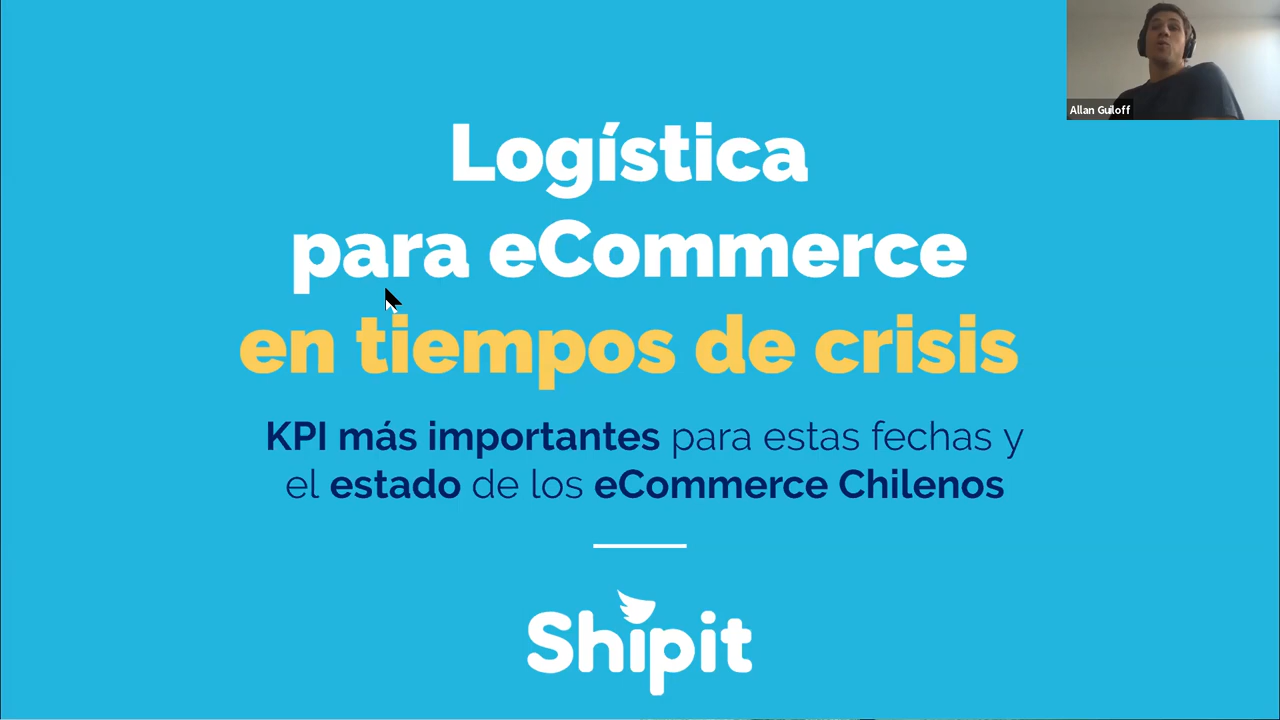 Allan Guiloff
Logística
para eCommerce
en tiempos de crisis
KPI más importantes para estas fechas y
el estado de los eCommerce Chilenos
Shipit